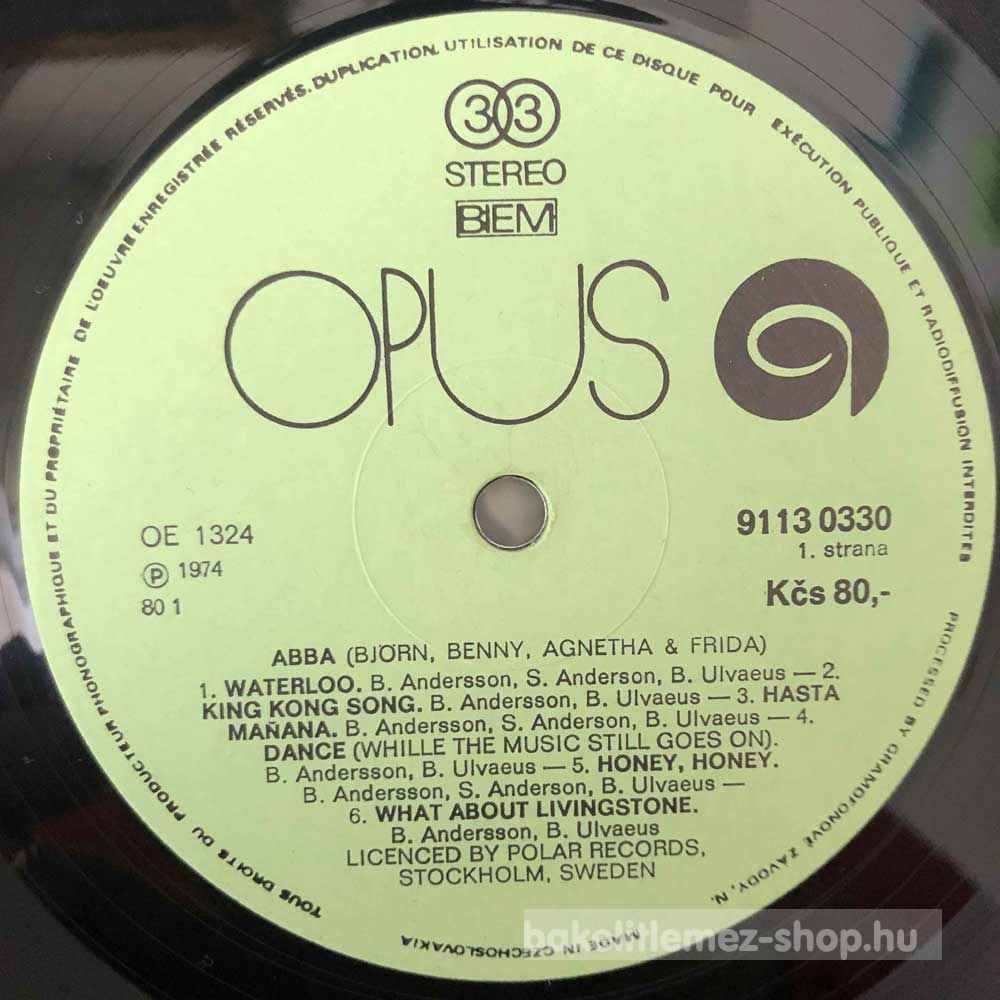 TOUS DROITS DU PRODUCTEUR PHONOGRAPHIQUE ET DU PROPRIÉTAIRE DE L'OEUVRE ENREGISTRÉE RÉSERVÉS. DUPLICATION, UTILISATION DE CE DISQUE POUR EXÉCUTION PUBLIQUE ET RADIODIFFUSION INTERDITES
33
STEREO
BIEM
OPUS
OE 1324
℗ 1974
80 1
9113 0330
1. strana
Kčs 80,-
ABBA (BJÖRN, BENNY, AGNETHA & FRIDA)
1. WATERLOO. B. Andersson, S. Anderson, B. Ulvaeus — 2.
KING KONG SONG. B. Andersson, B. Ulvaeus — 3. HASTA
MAÑANA. B. Andersson, S. Anderson, B. Ulvaeus — 4.
DANCE (WHILLE THE MUSIC STILL GOES ON).
B. Andersson, B. Ulvaeus — 5. HONEY, HONEY.
B. Andersson, S. Anderson, B. Ulvaeus —
6. WHAT ABOUT LIVINGSTONE.
B. Andersson, B. Ulvaeus
LICENCED BY POLAR RECORDS,
STOCKHOLM, SWEDEN
PROCESSED BY GRAMOFONOVÉ ZÁVODY, N.
MADE IN CZECHOSLOVAKIA
bakelitlemez-shop.hu